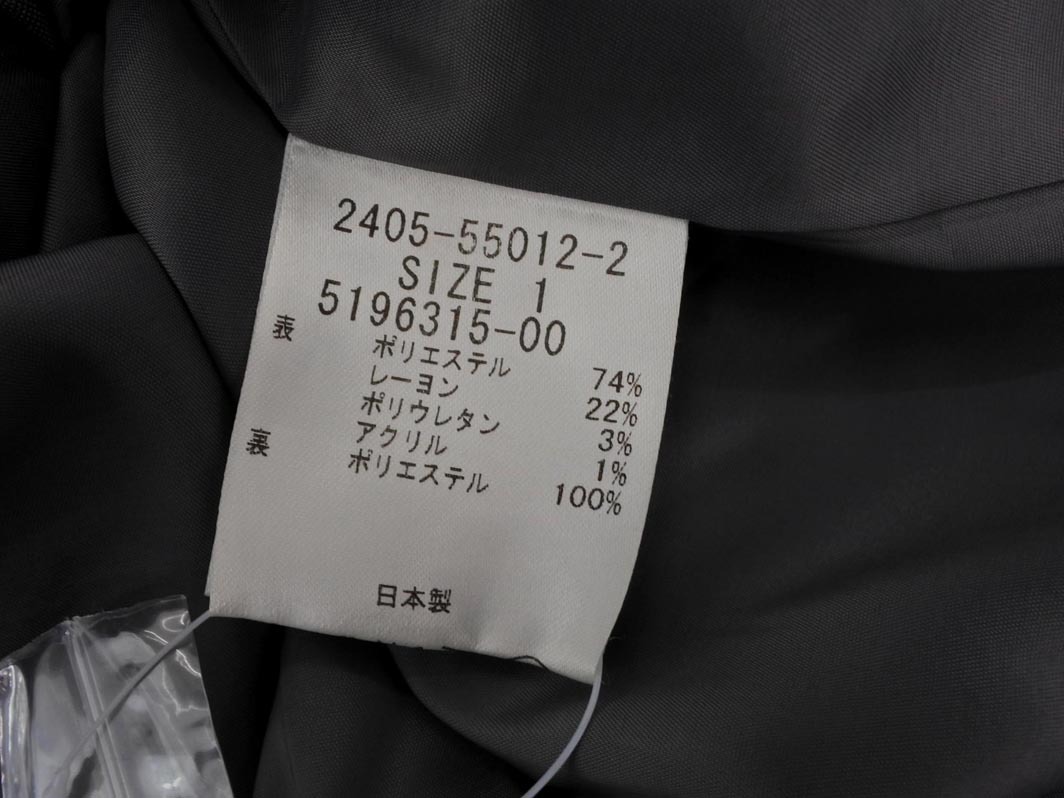 2405-55012-2
SIZE 1
5196315-00
表 ポリエステル 74%
レーヨン 22%
ポリウレタン 3%
アクリル 1%
裏 ポリエステル 100%
日本製